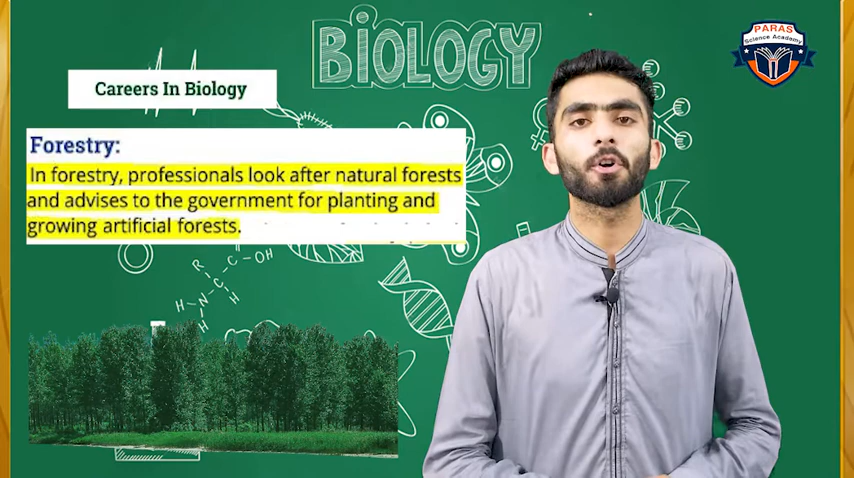 BIOLOGY
PARAS
Science Academy
Careers In Biology
Forestry:
In forestry, professionals look after natural forests
and advises to the government for planting and
growing artificial forests.
R
C
C-OH
H-N-C
H
H